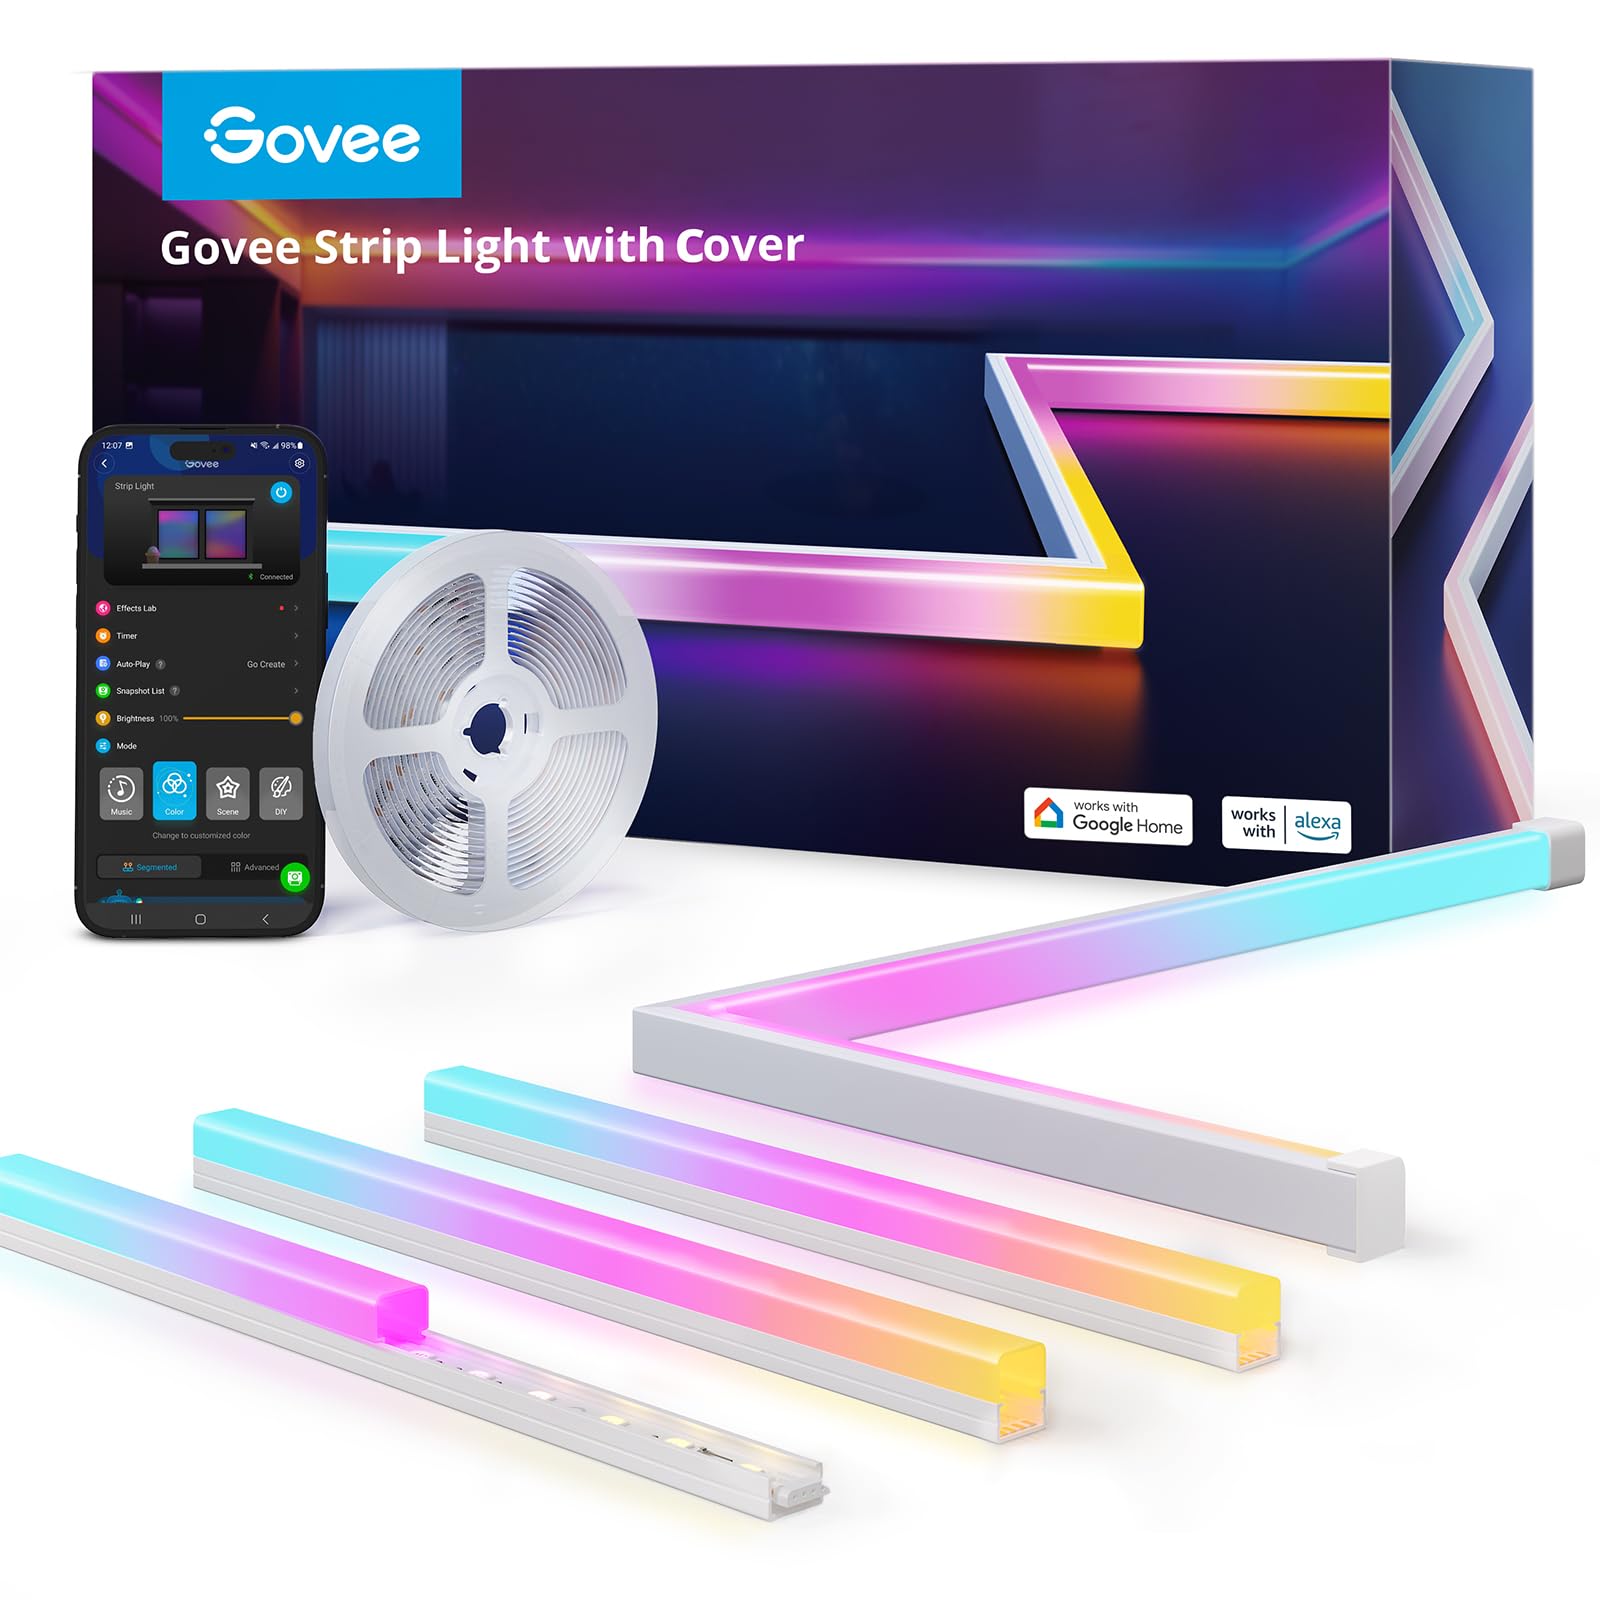 Govee
Govee Strip Light with Cover
12:07
98%
Govee
Strip Light
Connected
Effects Lab
Timer
Auto-Play ?
Go Create
Snapshot List ?
Brightness 100%
Mode
Music
Color
Scene
DIY
Change to customized color
Segmented
Advanced
works with
Google Home
works
with
alexa